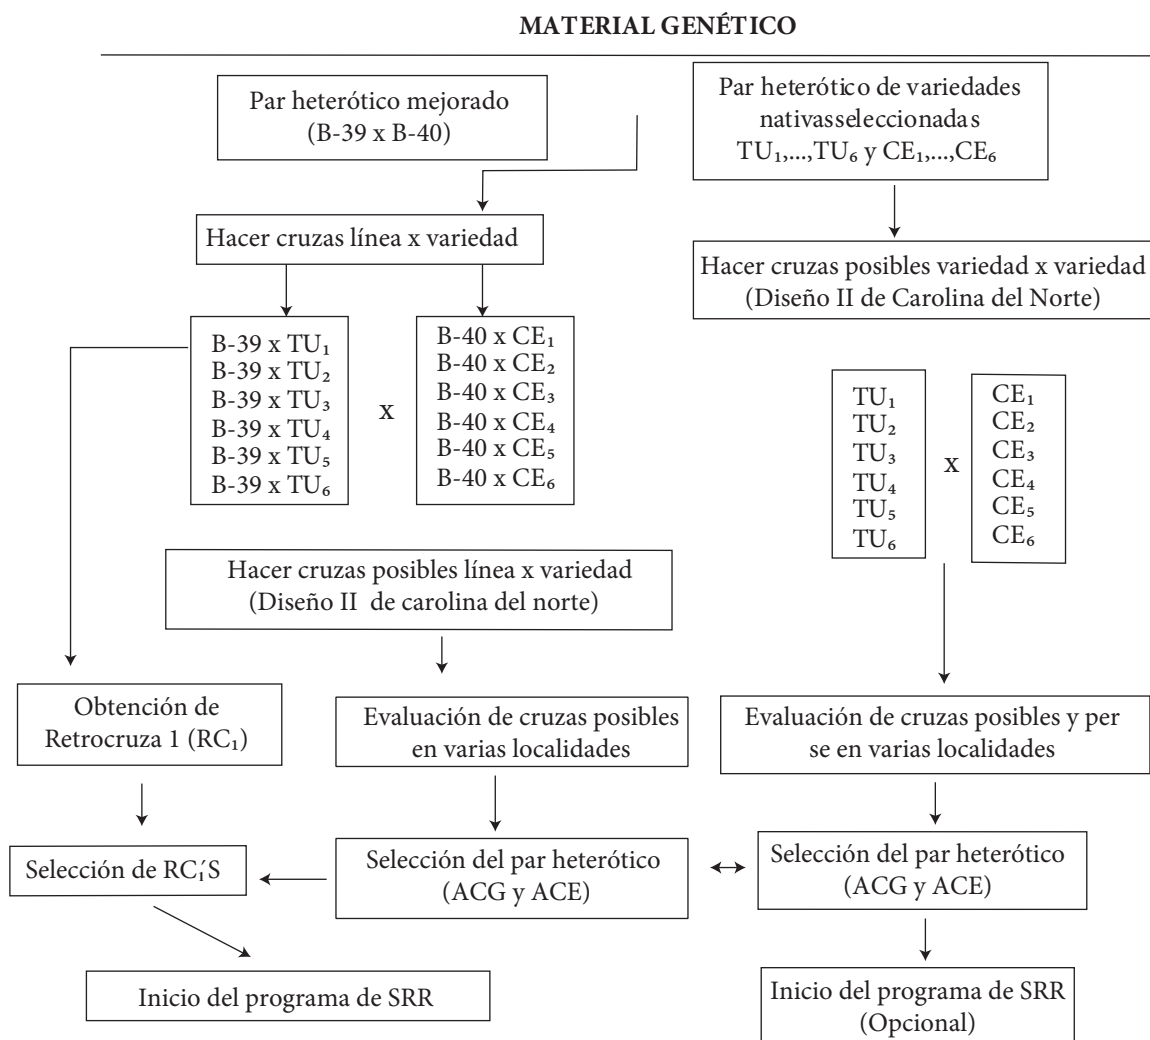 MATERIAL GENÉTICO
Par heterótico mejorado
(B-39 x B-40)
Par heterótico de variedades
nativasseleccionadas
TU₁,...,TU₆ y CE₁,...,CE₆
Hacer cruzas línea x variedad
Hacer cruzas posibles variedad x variedad
(Diseño II de Carolina del Norte)
B-39 x TU₁
B-39 x TU₂
B-39 x TU₃
B-39 x TU₄
B-39 x TU₅
B-39 x TU₆
x
B-40 x CE₁
B-40 x CE₂
B-40 x CE₃
B-40 x CE₄
B-40 x CE₅
B-40 x CE₆
TU₁
TU₂
TU₃
TU₄
TU₅
TU₆
x
CE₁
CE₂
CE₃
CE₄
CE₅
CE₆
Hacer cruzas posibles línea x variedad
(Diseño II de carolina del norte)
Obtención de
Retrocruza 1 (RC₁)
Evaluación de cruzas posibles
en varias localidades
Evaluación de cruzas posibles y per
se en varias localidades
Selección de RC₁´S
Selección del par heterótico
(ACG y ACE)
Selección del par heterótico
(ACG y ACE)
Inicio del programa de SRR
Inicio del programa de SRR
(Opcional)